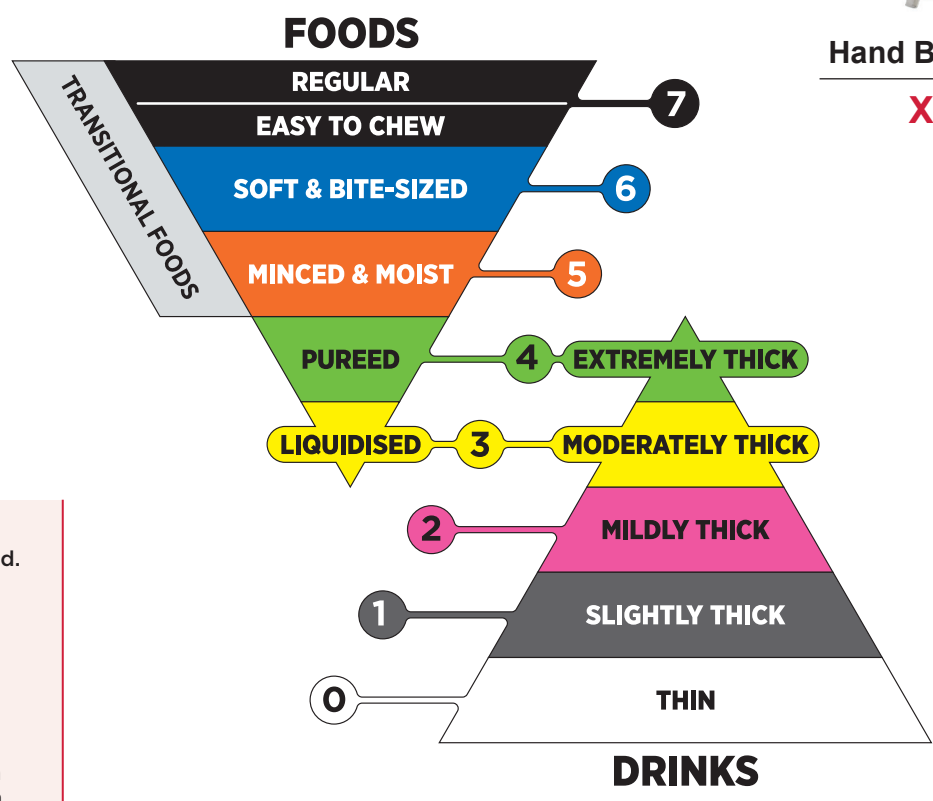 FOODS
Hand B
X
REGULAR
EASY TO CHEW
7
TRANSITIONAL FOODS
SOFT & BITE-SIZED
6
MINCED & MOIST
5
PUREED
4
EXTREMELY THICK
LIQUIDISED
3
MODERATELY THICK
2
MILDLY THICK
d.
1
SLIGHTLY THICK
0
THIN
DRINKS